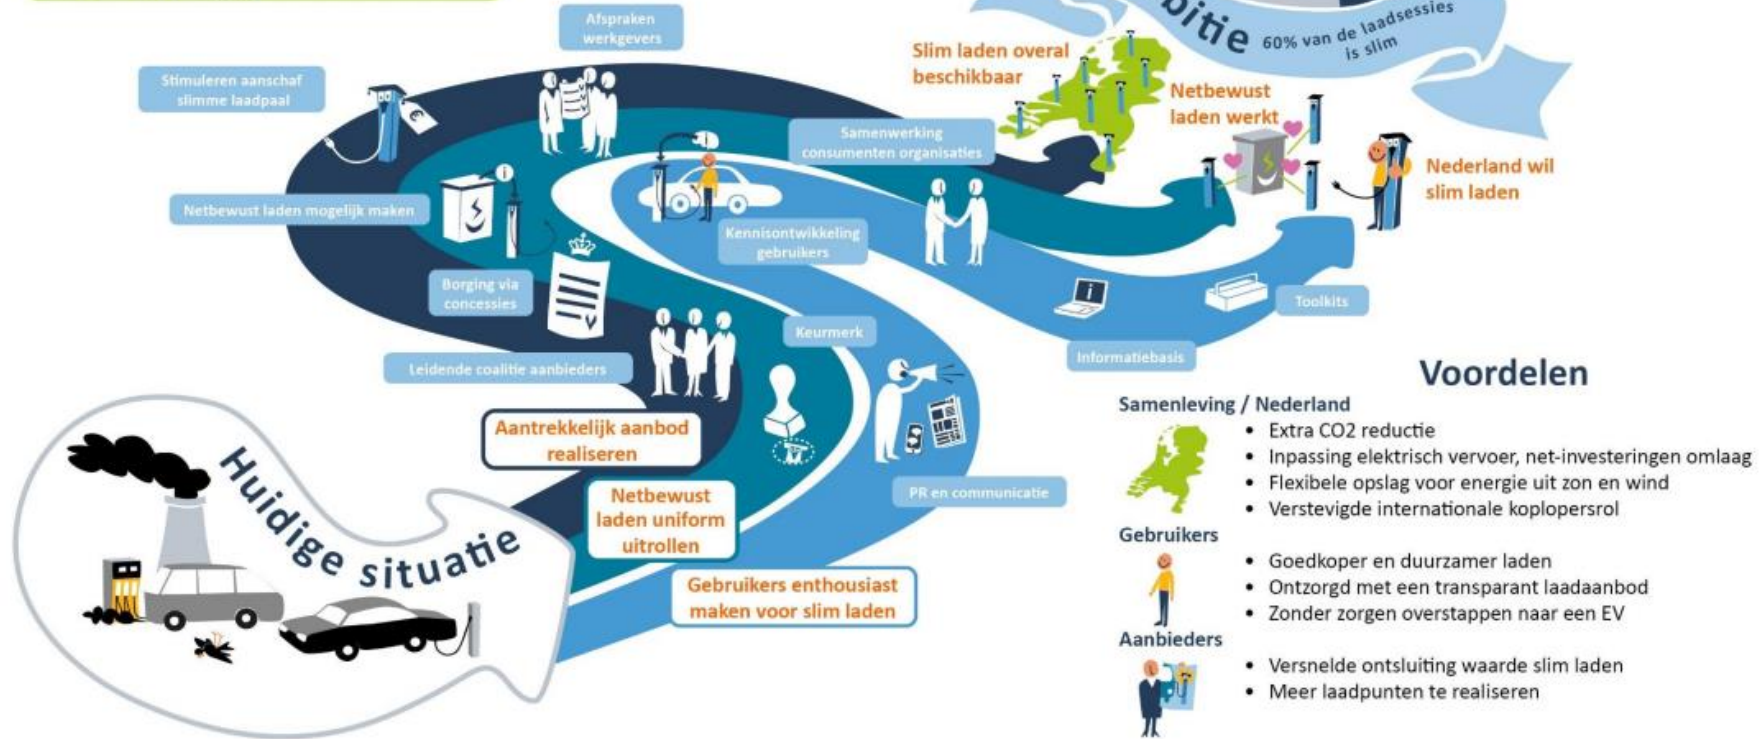 Afspraken
werkgevers
Stimuleren aanschaf
slimme laadpaal
Slim laden overal
beschikbaar
60% van de laadsessies
is slim
Netbewust
laden werkt
Nederland wil
slim laden
Samenwerking
consumenten organisaties
Netbewust laden mogelijk maken
Kennisontwikkeling
gebruikers
Borging via
concessies
Toolkits
Keurmerk
Informatiebasis
Leidende coalitie aanbieders
PR en communicatie
Aantrekkelijk aanbod
realiseren
Netbewust
laden uniform
uitrollen
Gebruikers enthousiast
maken voor slim laden
Huidige situatie
Voordelen
Samenleving / Nederland
• Extra CO2 reductie
• Inpassing elektrisch vervoer, net-investeringen omlaag
• Flexibele opslag voor energie uit zon en wind
• Verstevigde internationale koplopersrol
Gebruikers
• Goedkoper en duurzamer laden
• Ontzorgd met een transparant laadaanbod
• Zonder zorgen overstappen naar een EV
Aanbieders
• Versnelde ontsluiting waarde slim laden
• Meer laadpunten te realiseren